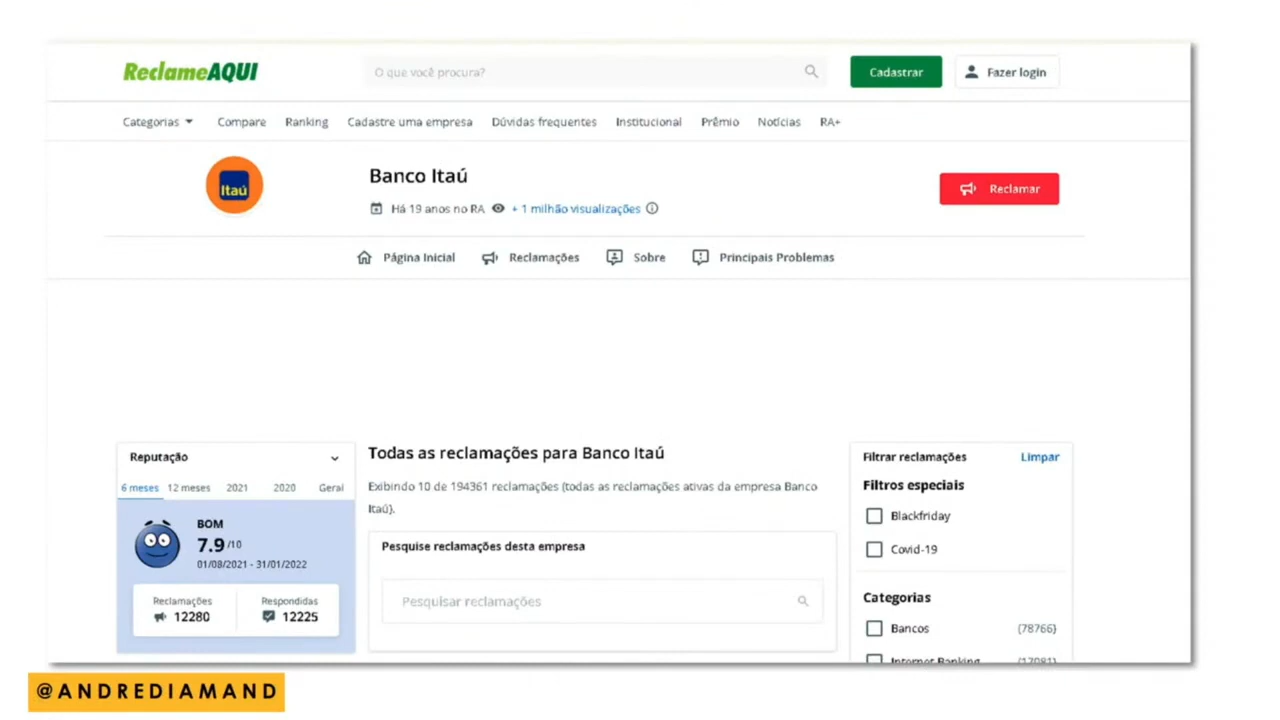 ReclameAQUI
O que você procura?
Cadastrar
Fazer login
Categorias
Compare
Ranking
Cadastre uma empresa
Dúvidas frequentes
Institucional
Prêmio
Notícias
RA+
Itaú
Banco Itaú
Há 19 anos no RA
+ 1 milhão visualizações
Reclamar
Página Inicial
Reclamações
Sobre
Principais Problemas
Reputação
6 meses
12 meses
2021
2020
Geral
BOM
7.9 /10
01/08/2021 - 31/01/2022
Reclamações
12280
Respondidas
12225
Todas as reclamações para Banco Itaú
Exibindo 10 de 194361 reclamações (todas as reclamações ativas da empresa Banco
Itaú).
Pesquise reclamações desta empresa
Pesquisar reclamações
Filtrar reclamações
Limpar
Filtros especiais
Blackfriday
Covid-19
Categorias
Bancos
(78766)
Internet Banking
(17081)
@ANDREDIAMAND